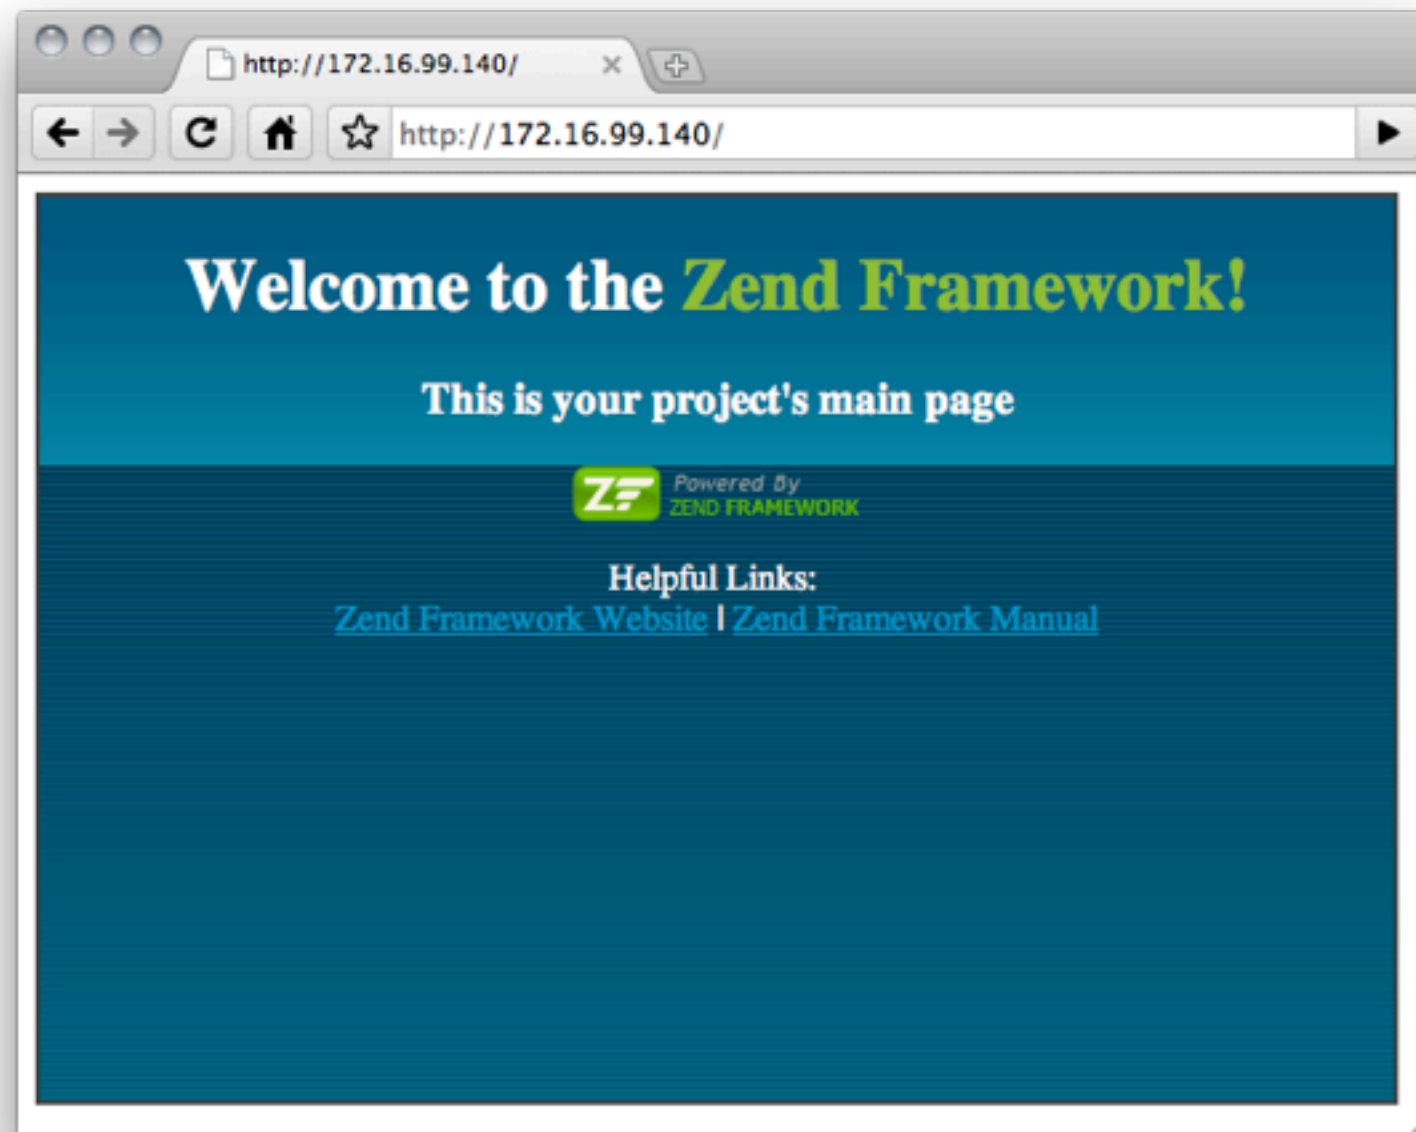 http://172.16.99.140/
http://172.16.99.140/
Welcome to the Zend Framework!
This is your project's main page
ZF Powered By
ZEND FRAMEWORK
Helpful Links:
Zend Framework Website | Zend Framework Manual